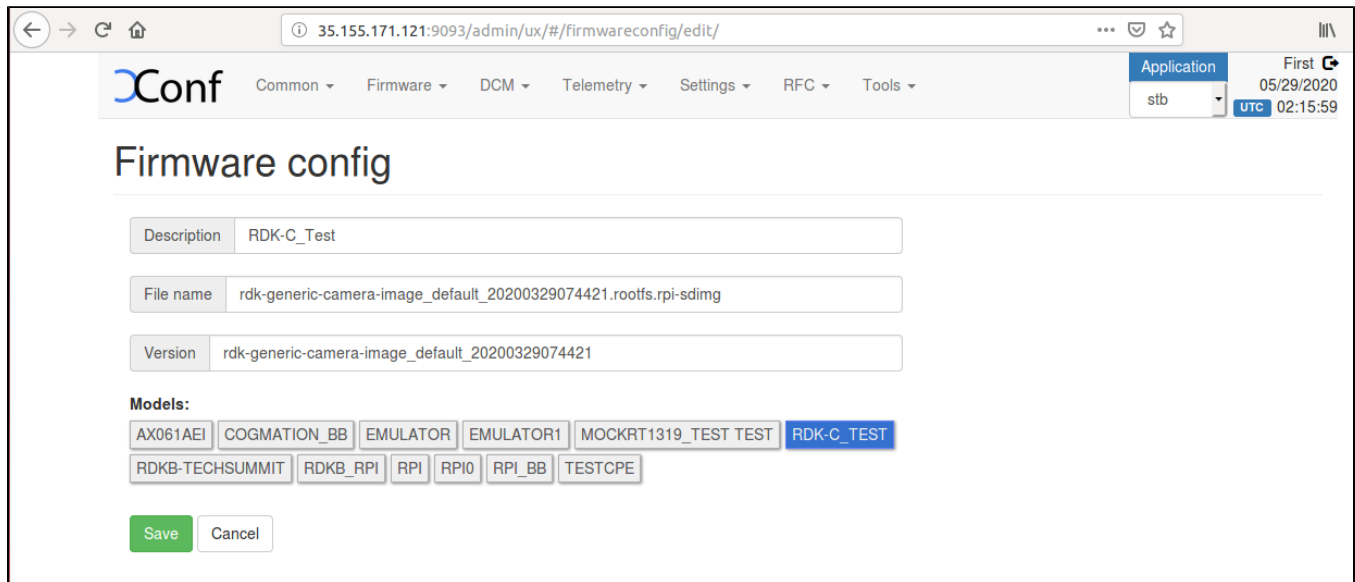 35.155.171.121:9093/admin/ux/#/firmwareconfig/edit/
XConf Common Firmware DCM Telemetry Settings RFC Tools
Application
stb
First
05/29/2020
UTC 02:15:59
Firmware config
Description RDK-C_Test
File name rdk-generic-camera-image_default_20200329074421.rootfs.rpi-sdimg
Version rdk-generic-camera-image_default_20200329074421
Models:
AX061AEI COGMATION_BB EMULATOR EMULATOR1 MOCKRT1319_TEST TEST RDK-C_TEST
RDKB-TECHSUMMIT RDKB_RPI RPI RPI0 RPI_BB TESTCPE
Save Cancel